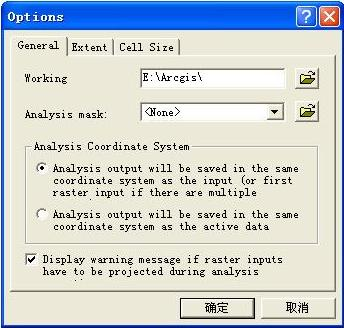 Options
General
Extent
Cell Size
Working
E:\Arcgis\
Analysis mask:
<None>
Analysis Coordinate System
Analysis output will be saved in the same
coordinate system as the input (or first
raster input if there are multiple
Analysis output will be saved in the same
coordinate system as the active data
Display warning message if raster inputs
have to be projected during analysis
确定
取消